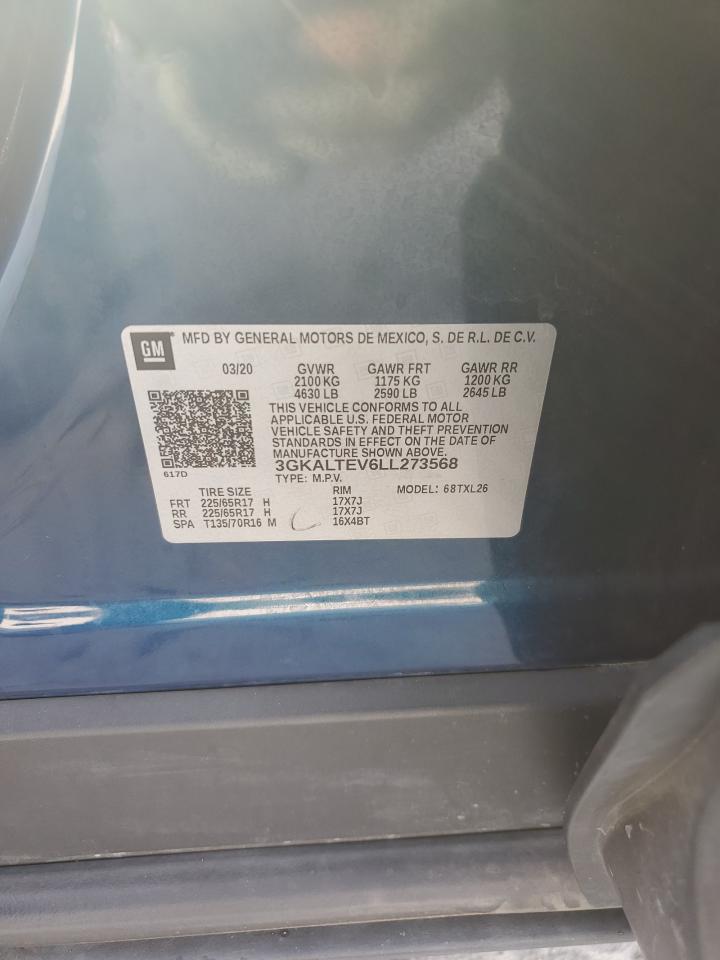 GM MFD BY GENERAL MOTORS DE MEXICO, S. DE R.L. DE C.V.
03/20 GVWR GAWR FRT GAWR RR
2100 KG 1175 KG 1200 KG
4630 LB 2590 LB 2645 LB
THIS VEHICLE CONFORMS TO ALL
APPLICABLE U.S. FEDERAL MOTOR
VEHICLE SAFETY AND THEFT PREVENTION
STANDARDS IN EFFECT ON THE DATE OF
MANUFACTURE SHOWN ABOVE.
3GKALTEV6LL273568
617D
TYPE: M.P.V.
TIRE SIZE RIM MODEL: 68TXL26
FRT 225/65R17 H 17X7J
RR 225/65R17 H 17X7J
SPA T135/70R16 M 16X4BT